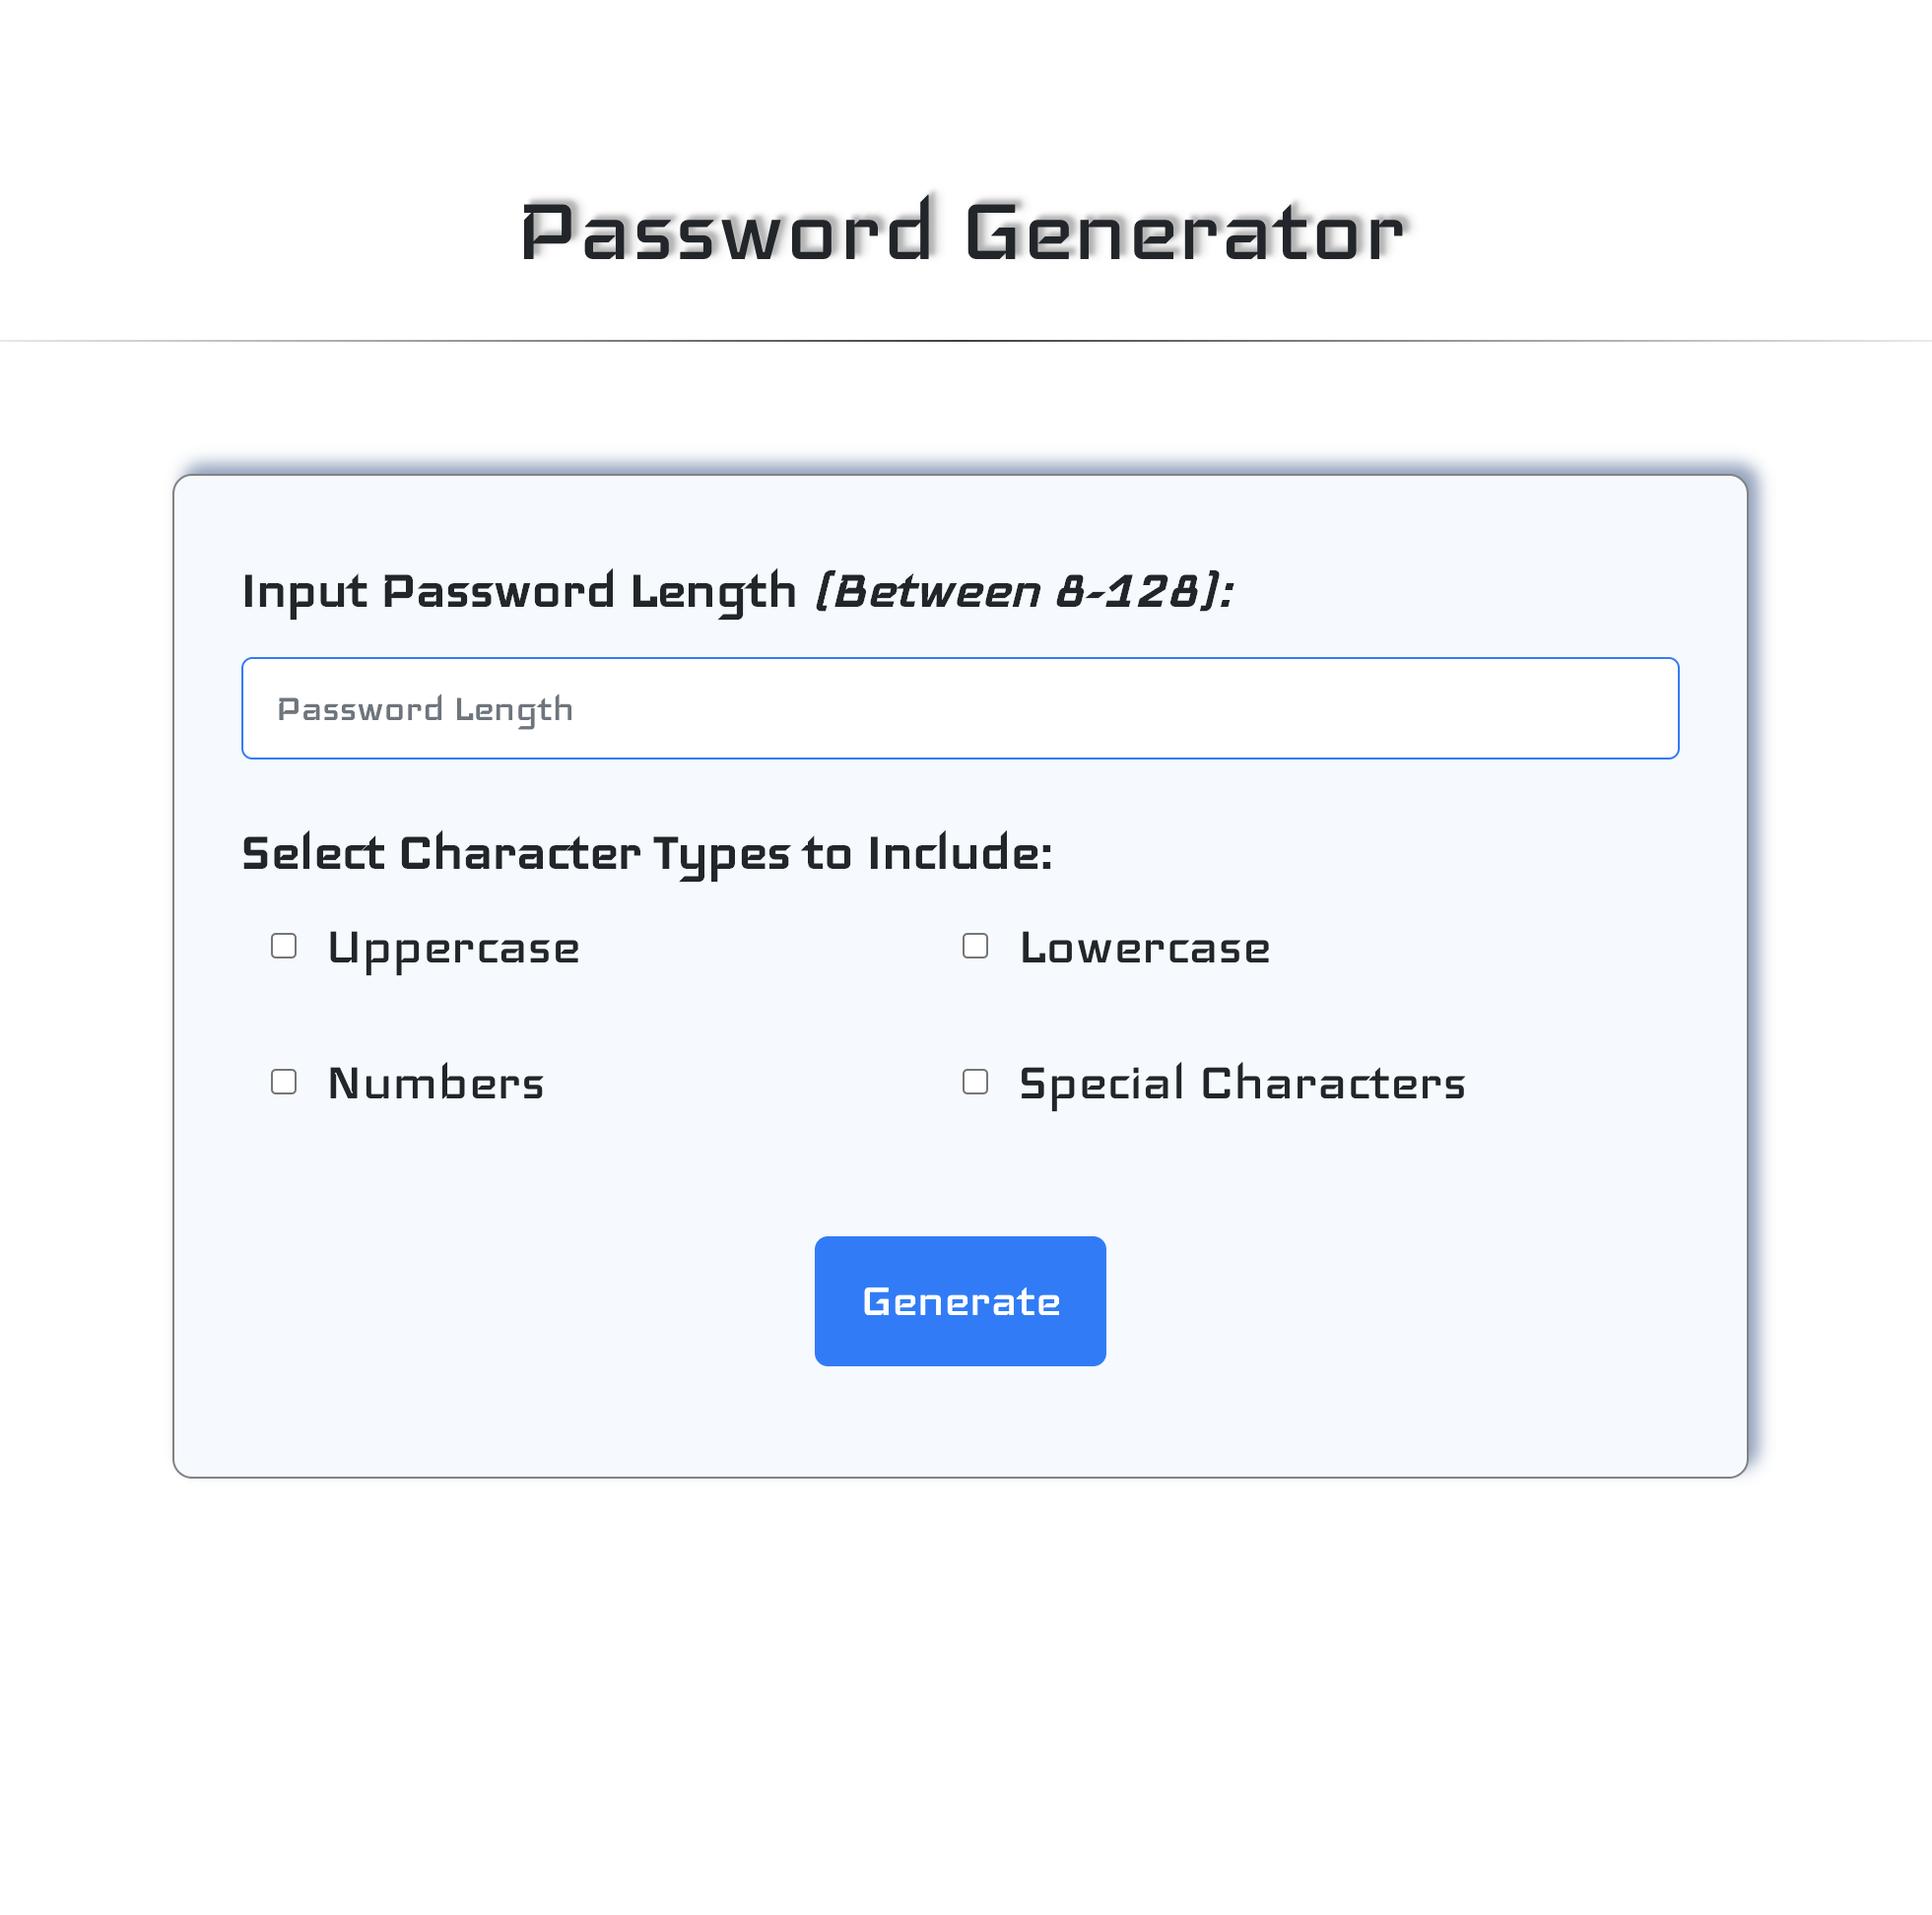 Password Generator
Input Password Length (Between 8-128):
Password Length
Select Character Types to Include:
Uppercase
Lowercase
Numbers
Special Characters
Generate